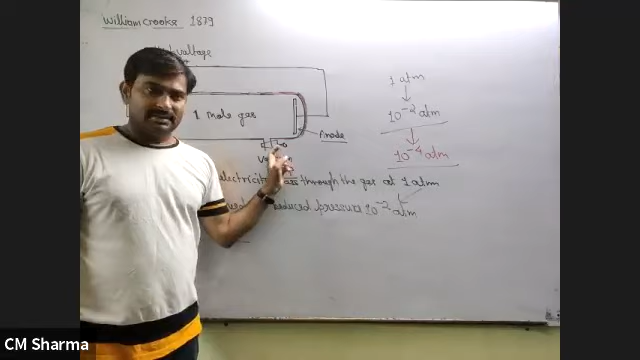 William Crooke 1879
voltage
1 mole gas
Anode
1 atm
10⁻² atm
10⁻⁴ atm
electricity pass through the gas at 1 atm
reduced pressure 10⁻² atm
CM Sharma